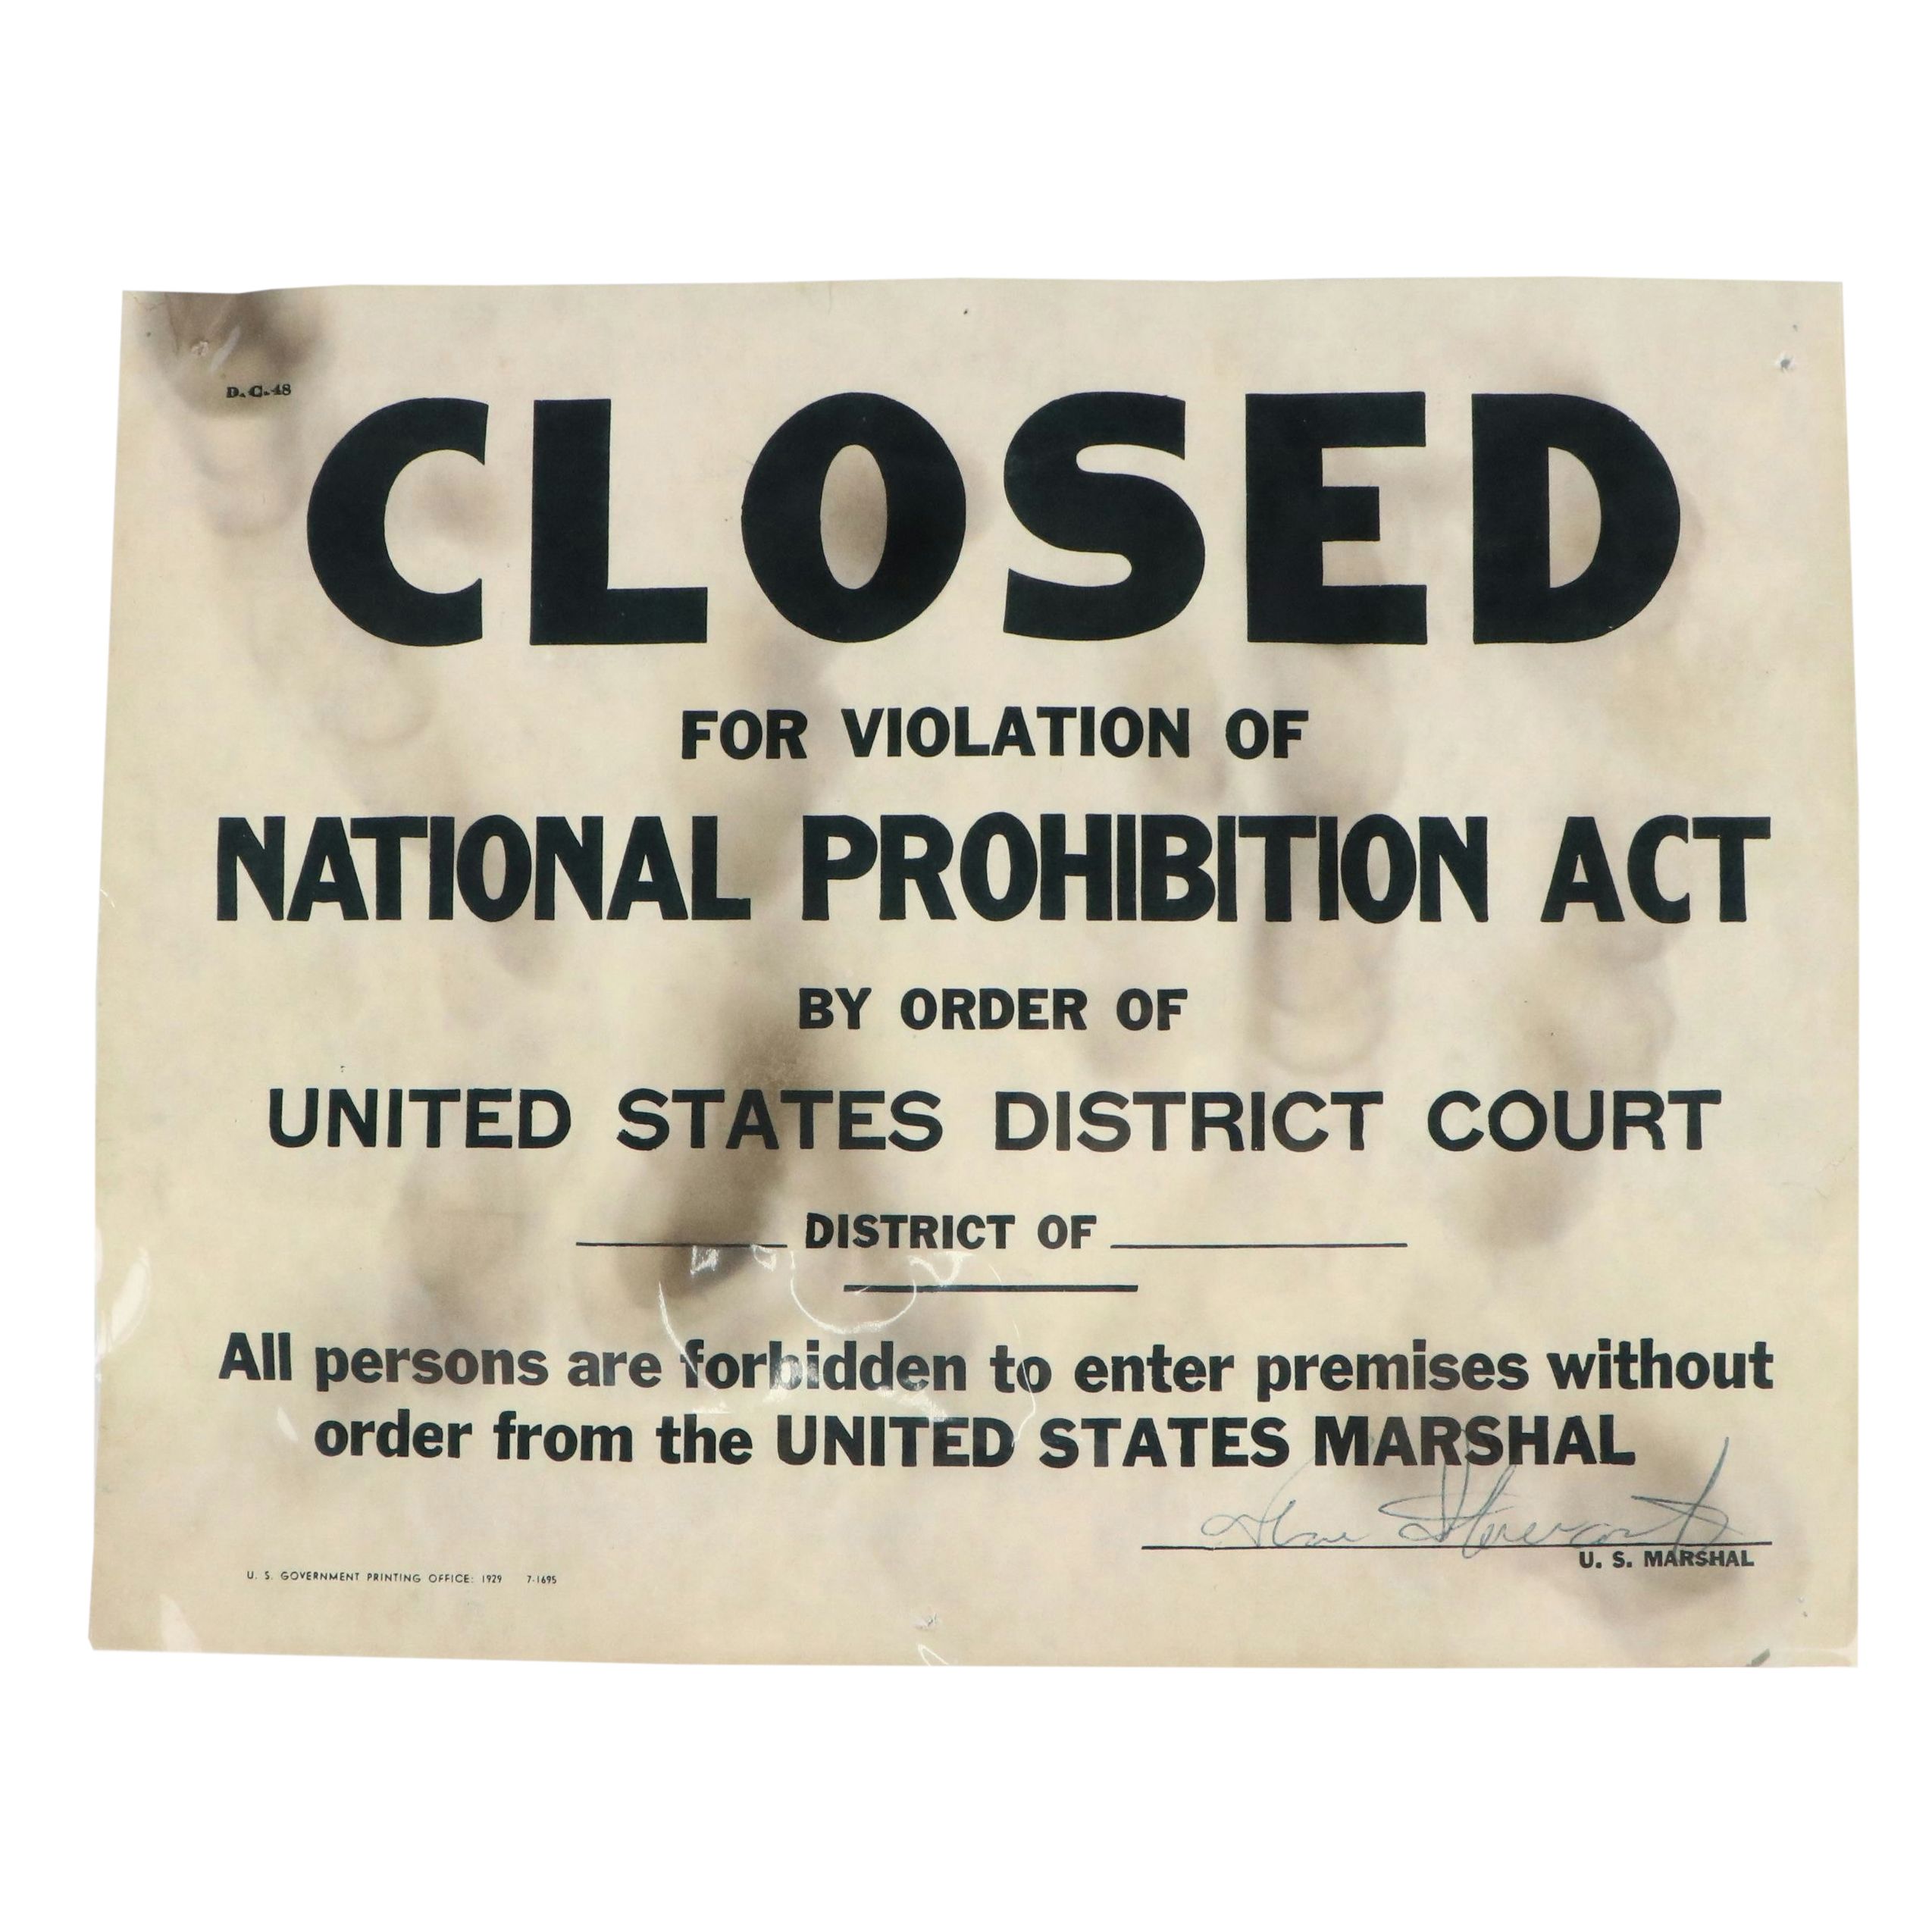 D. C.-48
CLOSED
FOR VIOLATION OF
NATIONAL PROHIBITION ACT
BY ORDER OF
UNITED STATES DISTRICT COURT
DISTRICT OF
All persons are forbidden to enter premises without
order from the UNITED STATES MARSHAL
U. S. MARSHAL
U. S. GOVERNMENT PRINTING OFFICE: 1929 7-1695